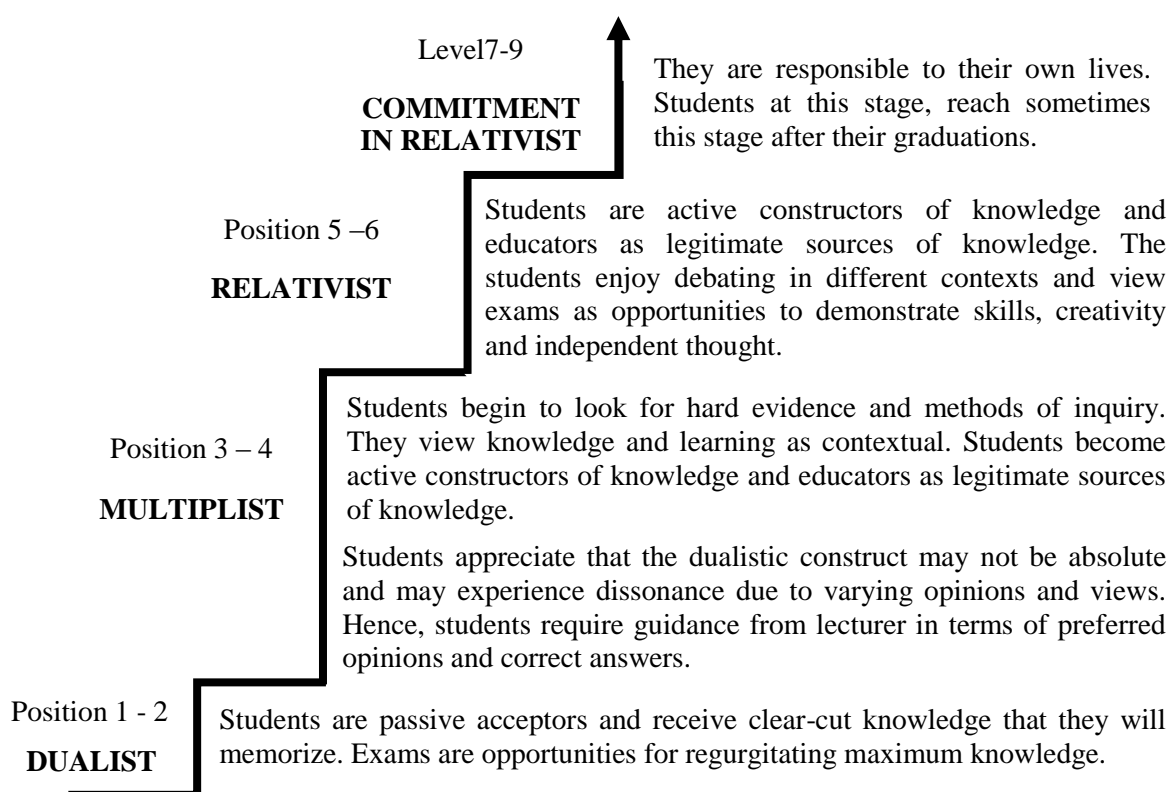 Level7-9
COMMITMENT
IN RELATIVIST
They are responsible to their own lives.
Students at this stage, reach sometimes
this stage after their graduations.
Position 5 –6
RELATIVIST
Students are active constructors of knowledge and
educators as legitimate sources of knowledge. The
students enjoy debating in different contexts and view
exams as opportunities to demonstrate skills, creativity
and independent thought.
Position 3 – 4
MULTIPLIST
Students begin to look for hard evidence and methods of inquiry.
They view knowledge and learning as contextual. Students become
active constructors of knowledge and educators as legitimate sources
of knowledge.
Students appreciate that the dualistic construct may not be absolute
and may experience dissonance due to varying opinions and views.
Hence, students require guidance from lecturer in terms of preferred
opinions and correct answers.
Position 1 - 2
DUALIST
Students are passive acceptors and receive clear-cut knowledge that they will
memorize. Exams are opportunities for regurgitating maximum knowledge.